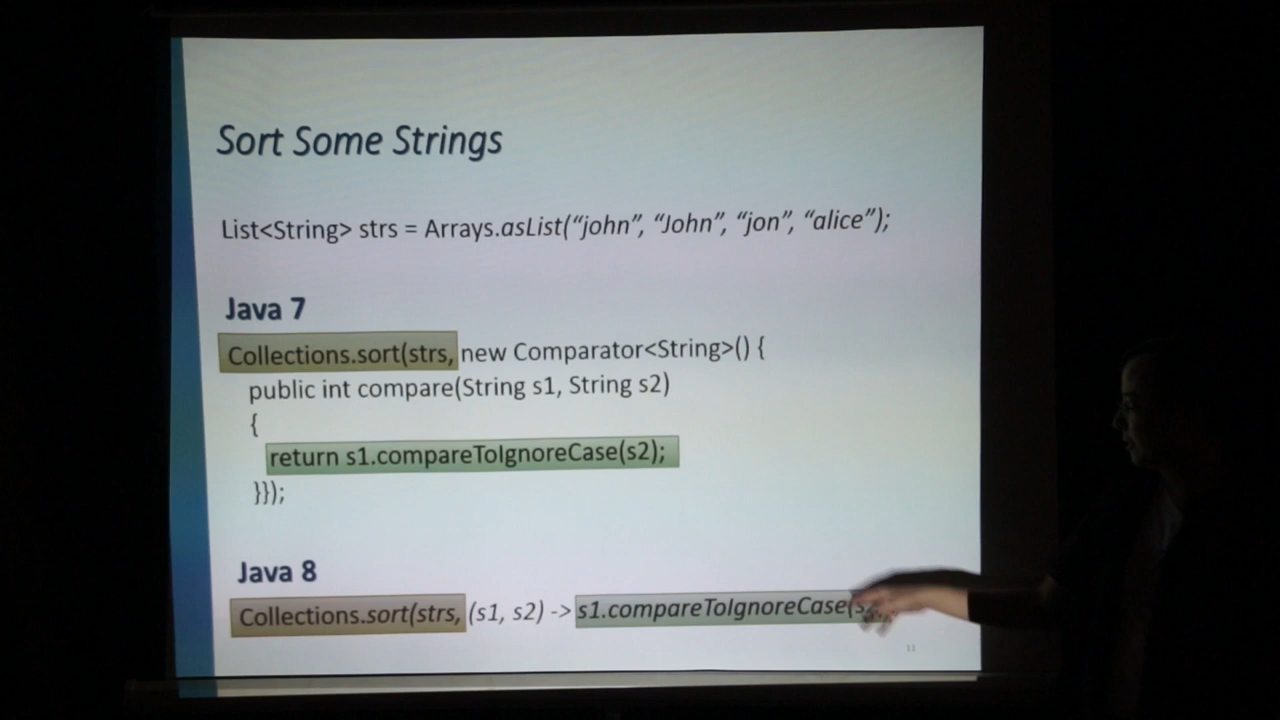 Sort Some Strings
List<String> strs = Arrays.asList(“john”, “John”, “jon”, “alice”);
Java 7
Collections.sort(strs, new Comparator<String>() {
public int compare(String s1, String s2)
{
return s1.compareToIgnoreCase(s2);
}});
Java 8
Collections.sort(strs, (s1, s2) -> s1.compareToIgnoreCase(s2
11